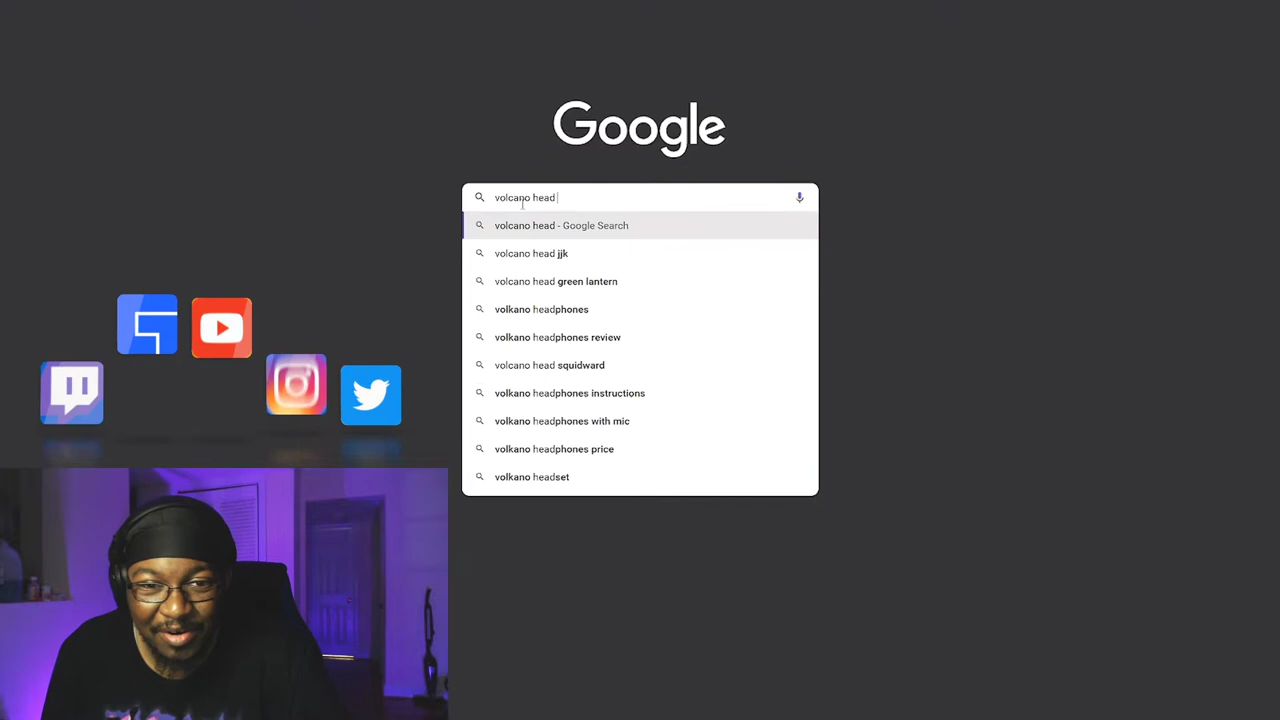 Google
volcano head
volcano head - Google Search
volcano head jjk
volcano head green lantern
volkano headphones
volkano headphones review
volcano head squidward
volkano headphones instructions
volkano headphones with mic
volkano headphones price
volkano headset